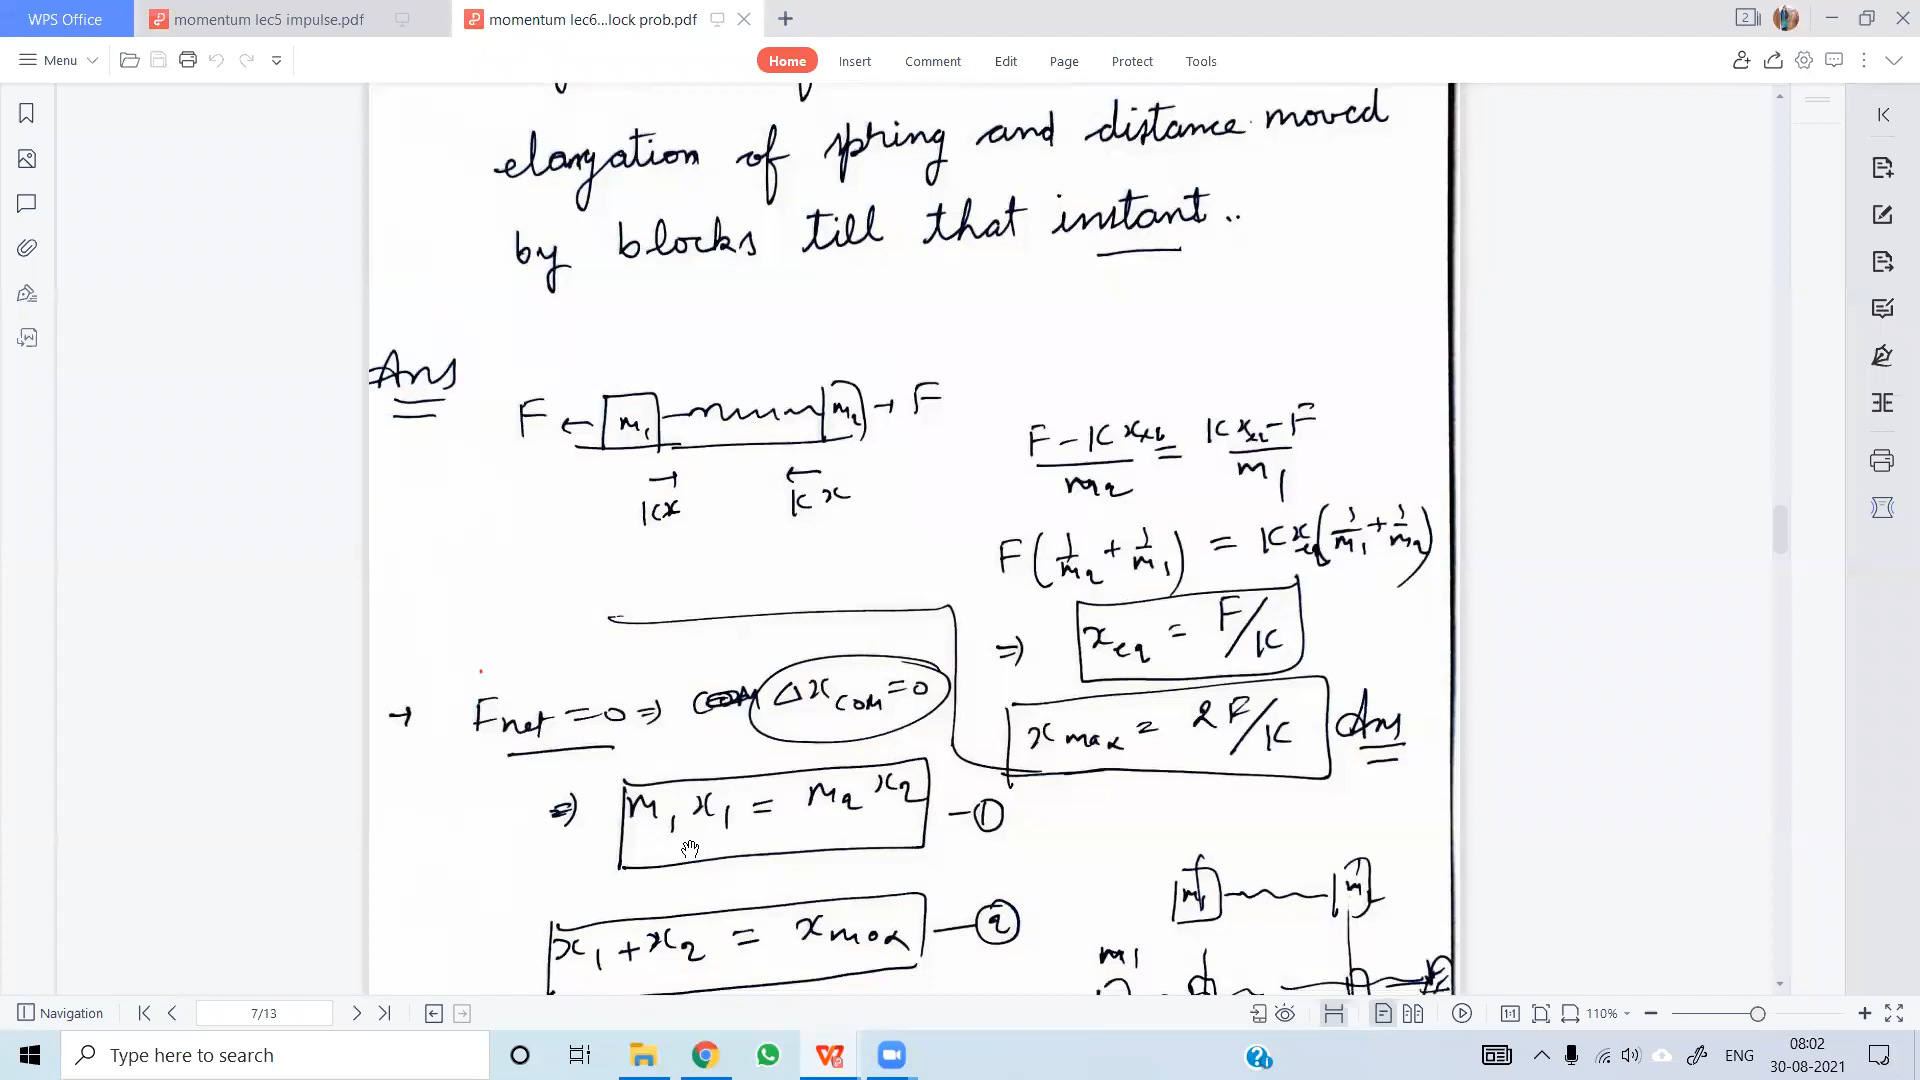 WPS Office
momentum lec5 impulse.pdf
momentum lec6...lock prob.pdf
2
Menu
Home Insert Comment Edit Page Protect Tools
elongation of spring and distance moved
by blocks till that instant..
Ans
F ← m₁ m₂ → F
→ ←
Kx Kx
(F - Kx_eq)/m₂ = (Kx_eq - F)/m₁
F(1/m₂ + 1/m₁) = Kx_eq(1/m₁ + 1/m₂)
⇒ x_eq = F/K
x_max = 2F/K Ans
→ F_net = 0 ⇒ Δx_COM = 0
⇒ m₁x₁ = m₂x₂ -①
x₁ + x₂ = x_max -②
m₁ m
m₁
Navigation
7/13
1:1
110%
Type here to search
ENG
08:02
30-08-2021